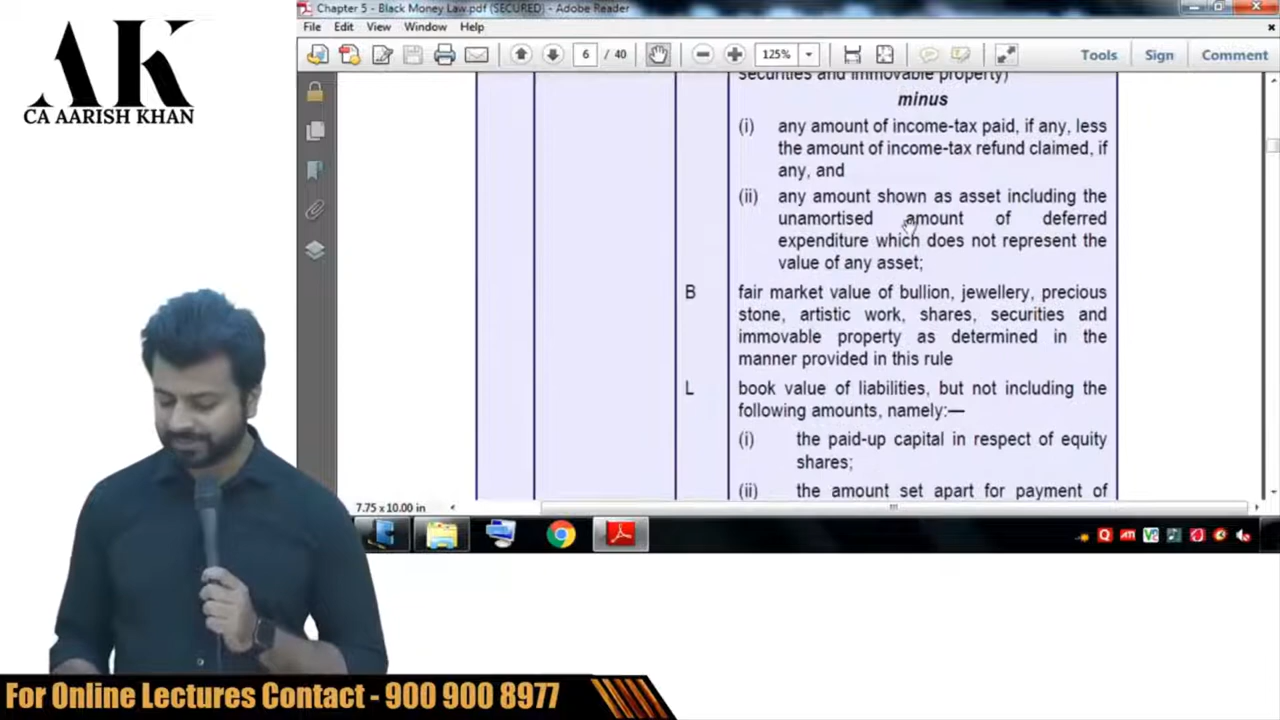 AK
CA AARISH KHAN
Chapter 5 - Black Money Law.pdf (SECURED) - Adobe Reader
File Edit View Window Help
6 / 40 125% Tools Sign Comment
securities and immovable property)
minus
(i) any amount of income-tax paid, if any, less
the amount of income-tax refund claimed, if
any, and
(ii) any amount shown as asset including the
unamortised amount of deferred
expenditure which does not represent the
value of any asset;
B fair market value of bullion, jewellery, precious
stone, artistic work, shares, securities and
immovable property as determined in the
manner provided in this rule
L book value of liabilities, but not including the
following amounts, namely:—
(i) the paid-up capital in respect of equity
shares;
(ii) the amount set apart for payment of
7.75 x 10.00 in
For Online Lectures Contact - 900 900 8977